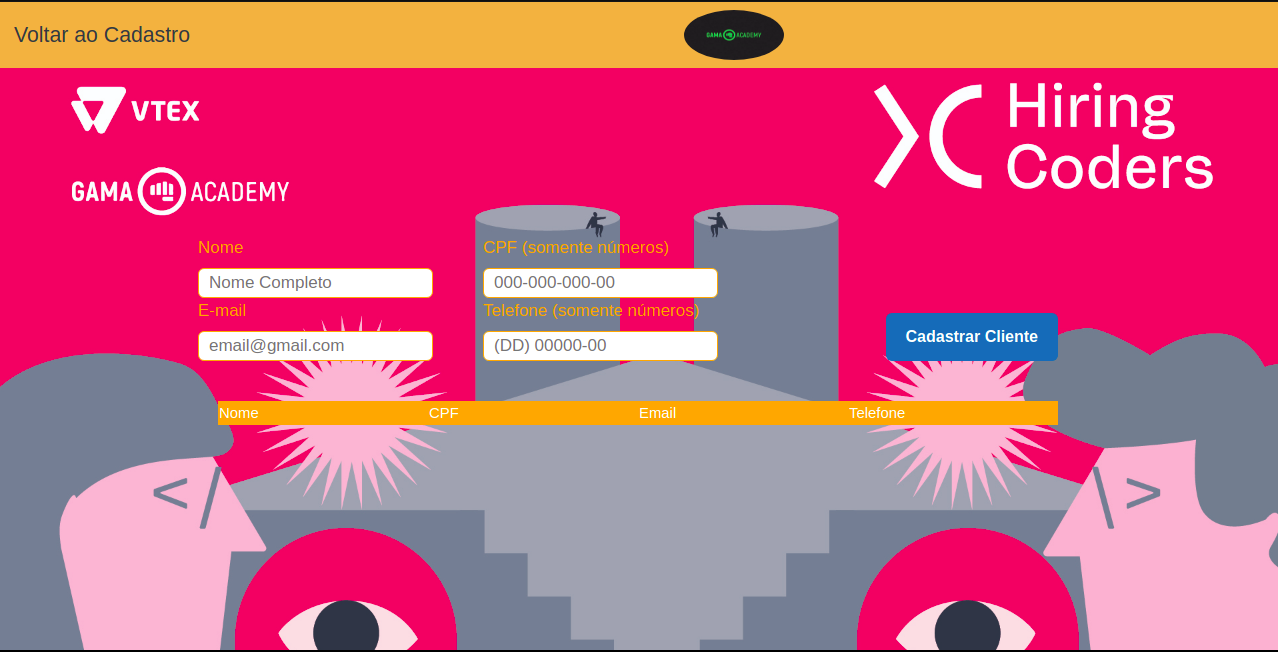 Voltar ao Cadastro
GAMA ACADEMY
VTEX
Hiring
Coders
GAMA ACADEMY
Nome
CPF (somente números)
Nome Completo
000-000-000-00
E-mail
Telefone (somente números)
email@gmail.com
(DD) 00000-00
Cadastrar Cliente
Nome CPF Email Telefone
</ />